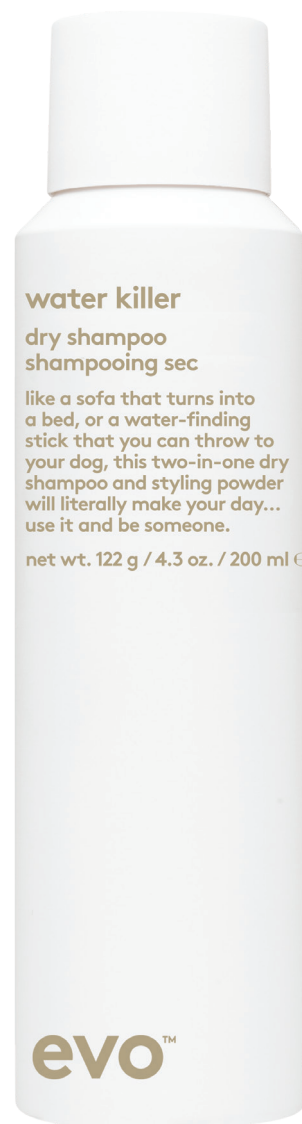 water killer
dry shampoo
shampooing sec
like a sofa that turns into
a bed, or a water-finding
stick that you can throw to
your dog, this two-in-one dry
shampoo and styling powder
will literally make your day...
use it and be someone.
net wt. 122 g / 4.3 oz. / 200 ml ℮
evo™